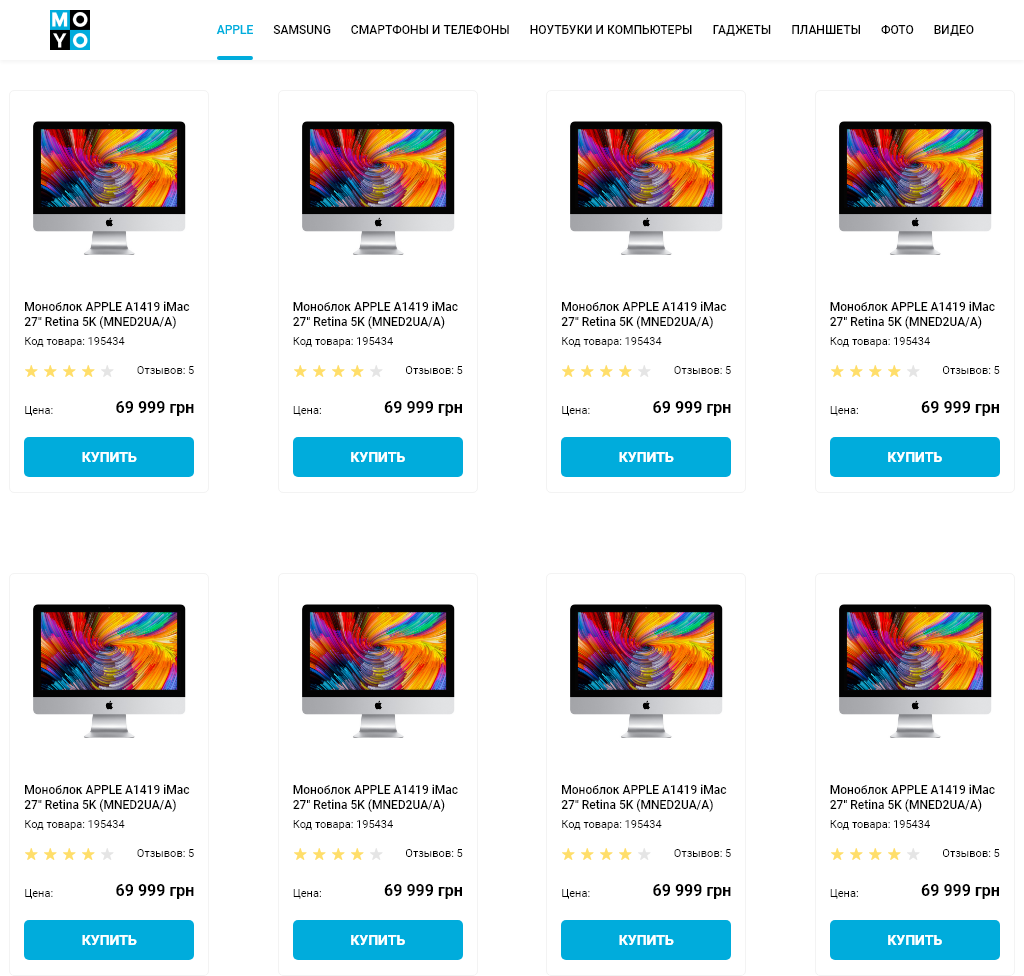 MO
YO
APPLE SAMSUNG СМАРТФОНЫ И ТЕЛЕФОНЫ НОУТБУКИ И КОМПЬЮТЕРЫ ГАДЖЕТЫ ПЛАНШЕТЫ ФОТО ВИДЕО
Моноблок APPLE A1419 iMac Моноблок APPLE A1419 iMac Моноблок APPLE A1419 iMac Моноблок APPLE A1419 iMac
27" Retina 5K (MNED2UA/A) 27" Retina 5K (MNED2UA/A) 27" Retina 5K (MNED2UA/A) 27" Retina 5K (MNED2UA/A)
Код товара: 195434 Код товара: 195434 Код товара: 195434 Код товара: 195434
Отзывов: 5 Отзывов: 5 Отзывов: 5 Отзывов: 5
Цена: 69 999 грн Цена: 69 999 грн Цена: 69 999 грн Цена: 69 999 грн
КУПИТЬ КУПИТЬ КУПИТЬ КУПИТЬ
Моноблок APPLE A1419 iMac Моноблок APPLE A1419 iMac Моноблок APPLE A1419 iMac Моноблок APPLE A1419 iMac
27" Retina 5K (MNED2UA/A) 27" Retina 5K (MNED2UA/A) 27" Retina 5K (MNED2UA/A) 27" Retina 5K (MNED2UA/A)
Код товара: 195434 Код товара: 195434 Код товара: 195434 Код товара: 195434
Отзывов: 5 Отзывов: 5 Отзывов: 5 Отзывов: 5
Цена: 69 999 грн Цена: 69 999 грн Цена: 69 999 грн Цена: 69 999 грн
КУПИТЬ КУПИТЬ КУПИТЬ КУПИТЬ